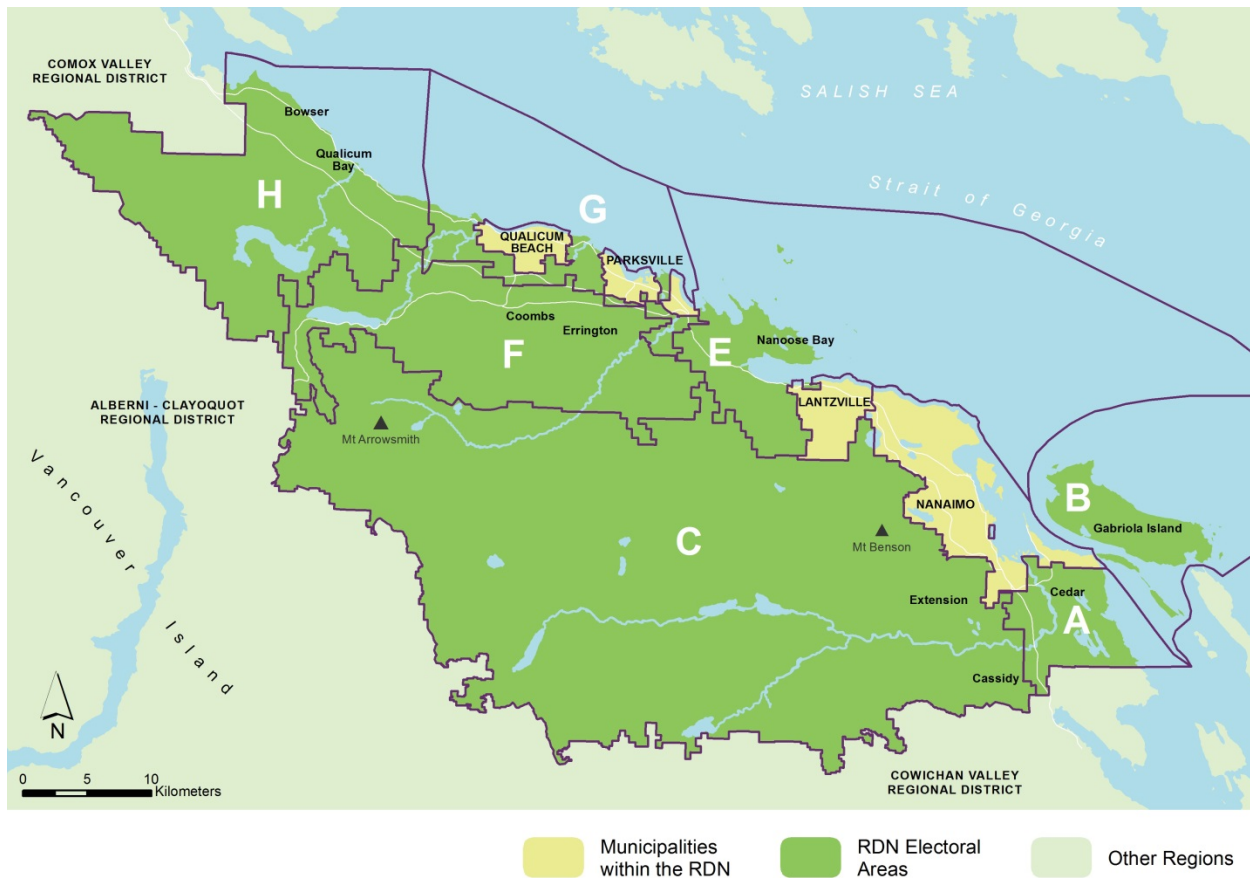 COMOX VALLEY
REGIONAL DISTRICT
SALISH SEA
Bowser
Qualicum
Bay
H
Strait of Georgia
G
QUALICUM
BEACH
PARKSVILLE
Coombs
Errington
Nanoose Bay
E
F
ALBERNI - CLAYOQUOT
REGIONAL DISTRICT
LANTZVILLE
Mt Arrowsmith
Vancouver Island
B
NANAIMO
Gabriola Island
C
Mt Benson
Extension
Cedar
A
Cassidy
N
0 5 10
Kilometers
COWICHAN VALLEY
REGIONAL DISTRICT
Municipalities
within the RDN
RDN Electoral
Areas
Other Regions